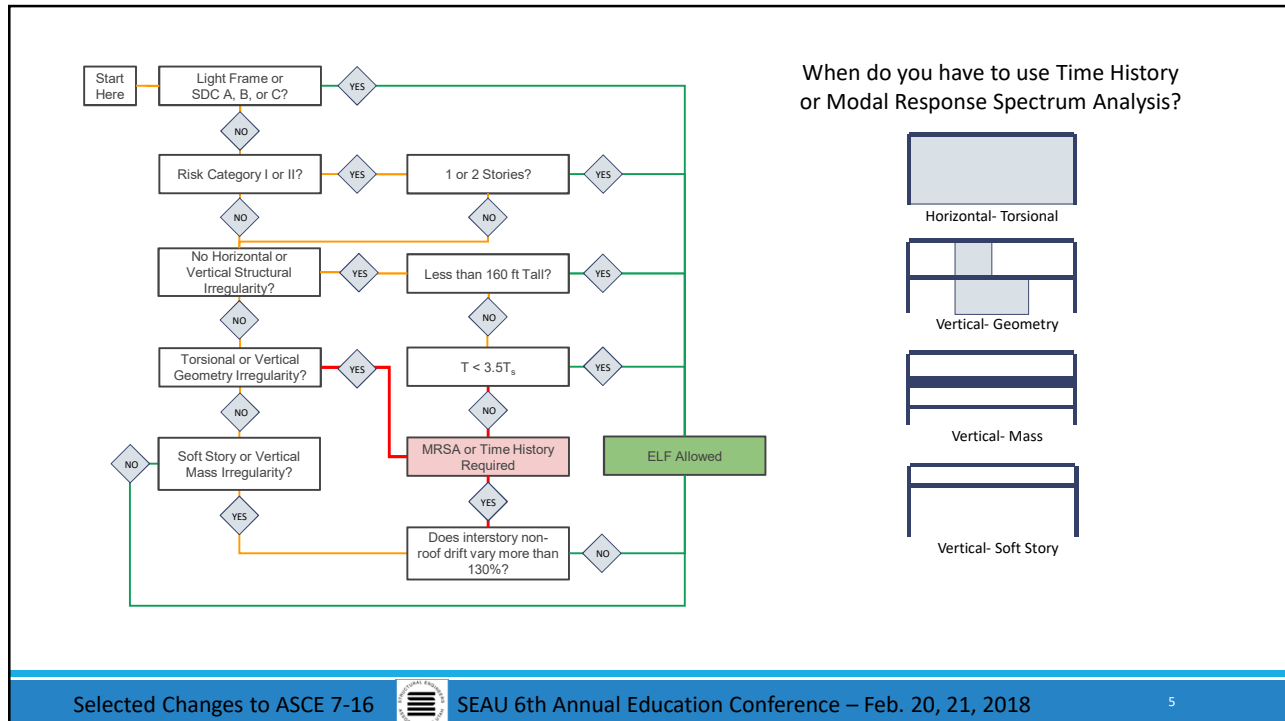 When do you have to use Time History
or Modal Response Spectrum Analysis?
Start
Here
Light Frame or
SDC A, B, or C?
YES
NO
Risk Category I or II?
YES
1 or 2 Stories?
YES
NO
NO
No Horizontal or
Vertical Structural
Irregularity?
YES
Less than 160 ft Tall?
YES
NO
NO
Torsional or Vertical
Geometry Irregularity?
YES
T < 3.5Ts
YES
NO
NO
Soft Story or Vertical
Mass Irregularity?
NO
MRSA or Time History
Required
ELF Allowed
YES
YES
Does interstory non-
roof drift vary more than
130%?
NO
Horizontal- Torsional
Vertical- Geometry
Vertical- Mass
Vertical- Soft Story
Selected Changes to ASCE 7-16
SEAU 6th Annual Education Conference – Feb. 20, 21, 2018
5